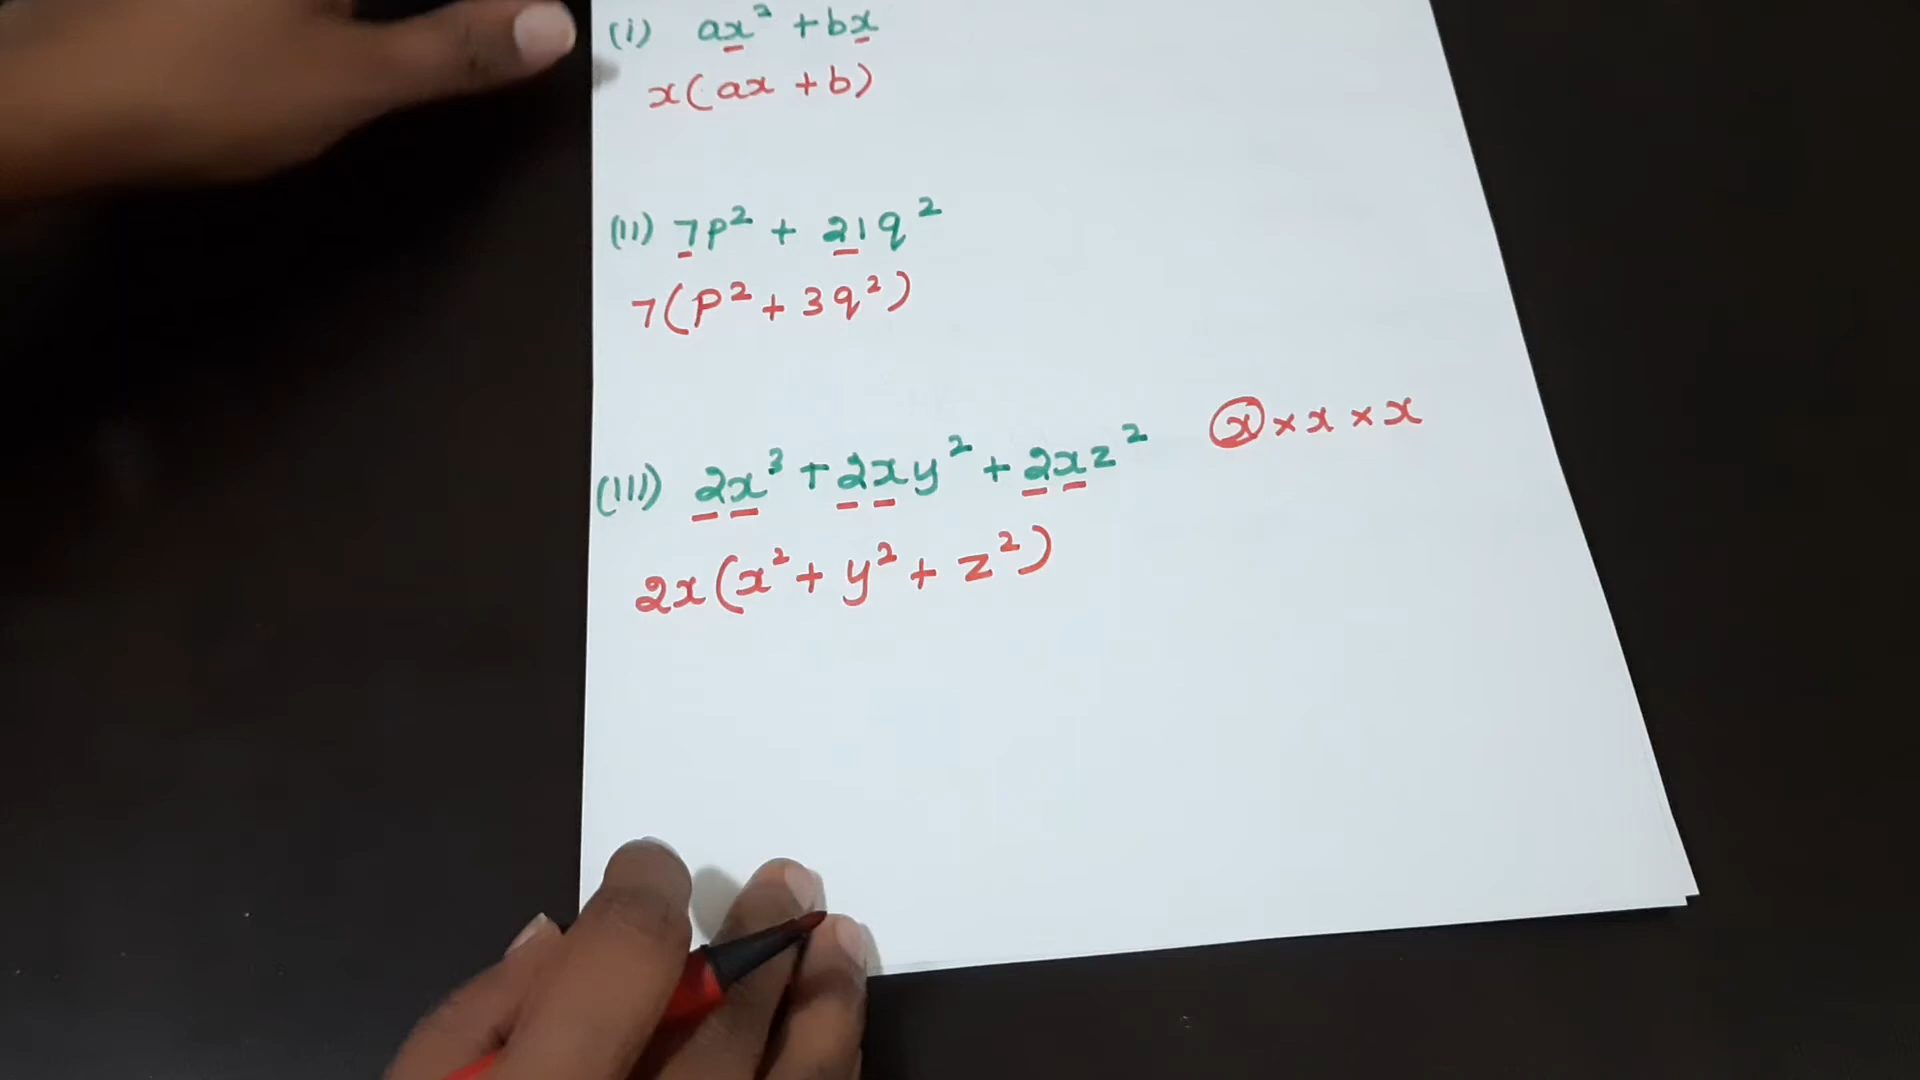 (i) ax² + bx
x(ax + b)
(ii) 7p² + 21q²
7(p² + 3q²)
(iii) 2x³ + 2xy² + 2xz²
x × x × x
2x(x² + y² + z²)